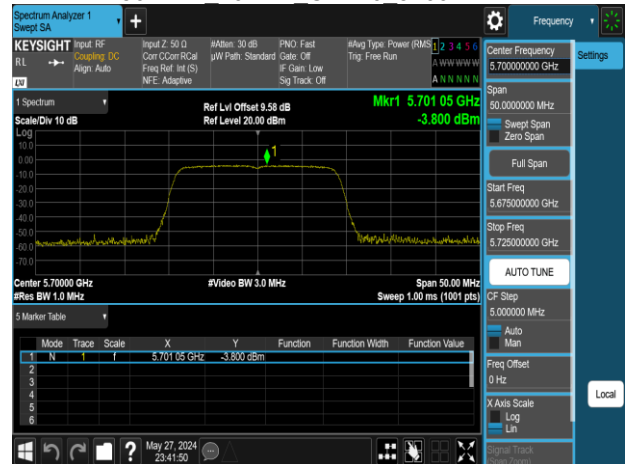 Spectrum Analyzer 1
Swept SA
+
Frequency
KEYSIGHT
RL
Input: RF
Coupling: DC
Align: Auto
Input Z: 50 Ω
Corr CCorr RCal
Freq Ref: Int (S)
NFE: Adaptive
#Atten: 30 dB
µW Path: Standard
PNO: Fast
Gate: Off
IF Gain: Low
Sig Track: Off
#Avg Type: Power (RMS
Trig: Free Run
1 2 3 4 5 6
A W W W W W
A N N N N N
LXI
1 Spectrum
Scale/Div 10 dB
Ref Lvl Offset 9.58 dB
Ref Level 20.00 dBm
Mkr1 5.701 05 GHz
-3.800 dBm
Log
10.0
0.00
-10.0
-20.0
-30.0
-40.0
-50.0
-60.0
-70.0
1
Center 5.70000 GHz
#Video BW 3.0 MHz
Span 50.00 MHz
#Res BW 1.0 MHz
Sweep 1.00 ms (1001 pts)
5 Marker Table
Mode Trace Scale X Y Function Function Width Function Value
1 N 1 f 5.701 05 GHz -3.800 dBm
2
3
4
5
6
May 27, 2024
23:41:50
Center Frequency
5.700000000 GHz
Settings
Span
50.0000000 MHz
Swept Span
Zero Span
Full Span
Start Freq
5.675000000 GHz
Stop Freq
5.725000000 GHz
AUTO TUNE
CF Step
5.000000 MHz
Auto
Man
Freq Offset
0 Hz
X Axis Scale
Log
Lin
Local
Signal Track
(Span Zoom)